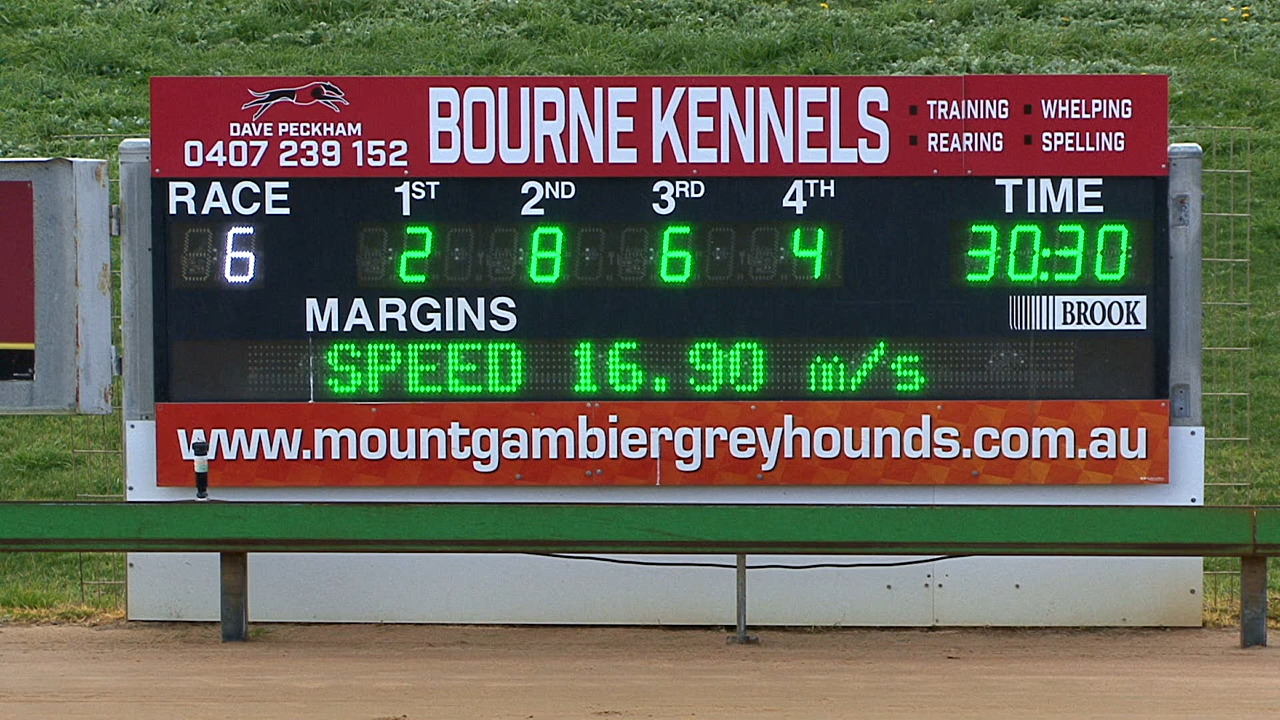 DAVE PECKHAM
0407 239 152
BOURNE KENNELS
▪ TRAINING ▪ WHELPING
▪ REARING ▪ SPELLING
RACE 1ST 2ND 3RD 4TH TIME
6 2 8 6 4 30:30
MARGINS
BROOK
SPEED 16.90 m/s
www.mountgambiergreyhounds.com.au